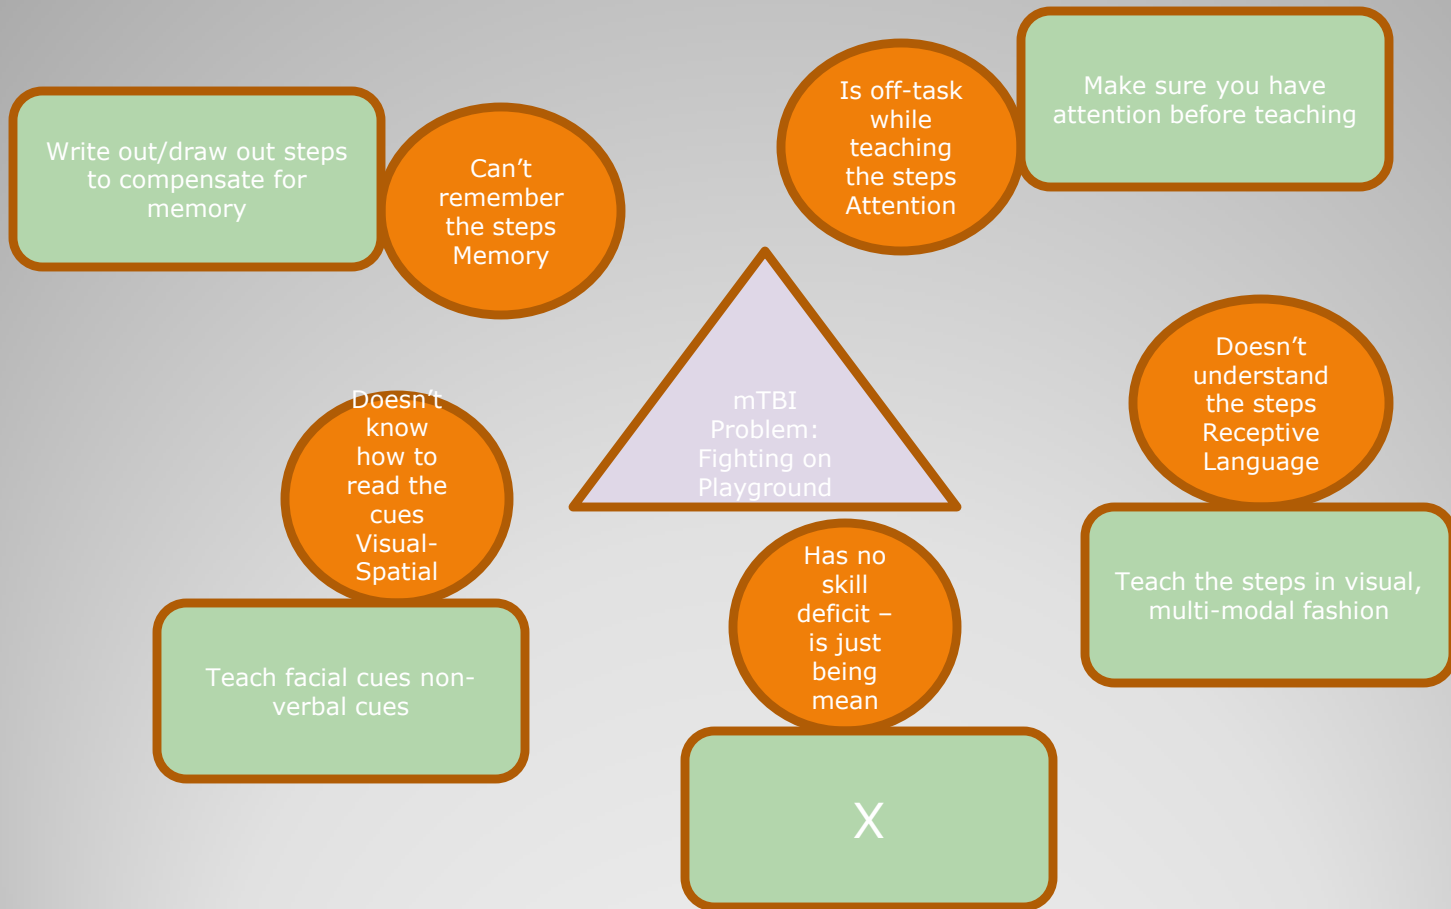 Write out/draw out steps
to compensate for
memory
Can’t
remember
the steps
Memory
Is off-task
while
teaching
the steps
Attention
Make sure you have
attention before teaching
mTBI
Problem:
Fighting on
Playground
Doesn’t
understand
the steps
Receptive
Language
Teach the steps in visual,
multi-modal fashion
Doesn’t
know
how to
read the
cues
Visual-
Spatial
Teach facial cues non-
verbal cues
Has no
skill
deficit –
is just
being
mean
X